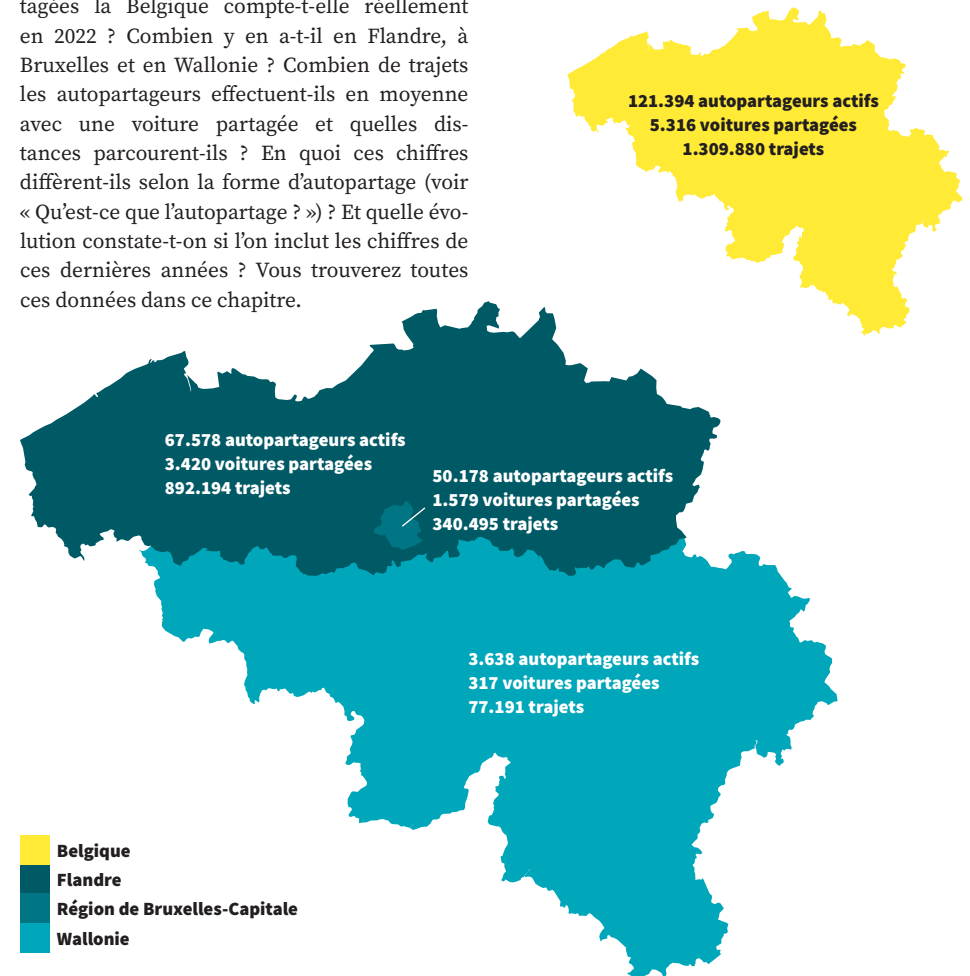 tagées la Belgique compte-t-elle réellement
en 2022 ? Combien y en a-t-il en Flandre, à
Bruxelles et en Wallonie ? Combien de trajets
les autopartageurs effectuent-ils en moyenne
avec une voiture partagée et quelles dis-
tances parcourent-ils ? En quoi ces chiffres
diffèrent-ils selon la forme d’autopartage (voir
« Qu’est-ce que l’autopartage ? ») ? Et quelle évo-
lution constate-t-on si l’on inclut les chiffres de
ces dernières années ? Vous trouverez toutes
ces données dans ce chapitre.
121.394 autopartageurs actifs
5.316 voitures partagées
1.309.880 trajets
67.578 autopartageurs actifs
3.420 voitures partagées
892.194 trajets
50.178 autopartageurs actifs
1.579 voitures partagées
340.495 trajets
3.638 autopartageurs actifs
317 voitures partagées
77.191 trajets
Belgique
Flandre
Région de Bruxelles-Capitale
Wallonie